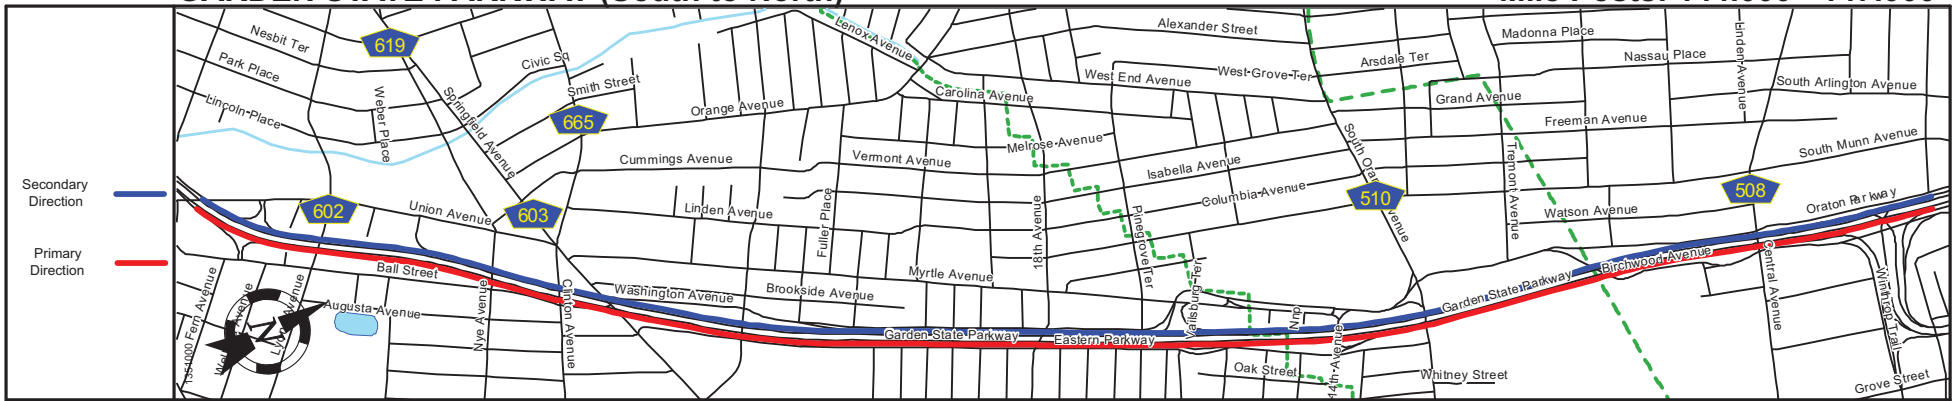 Nesbit Ter
619
Park Place
Civic Sq
Lincoln Place
Weber Place
Springfield Avenue
Smith Street
665
Orange Avenue
Lenox Avenue
Carolina Avenue
Alexander Street
West End Avenue
West Grove Ter
Arsdale Ter
Madonna Place
Nassau Place
Linden Avenue
South Arlington Avenue
Grand Avenue
Freeman Avenue
South Munn Avenue
Cummings Avenue
Vermont Avenue
Melrose Avenue
Isabella Avenue
Columbia Avenue
Tremont Avenue
510
508
Secondary
Direction
602
Union Avenue
603
Linden Avenue
Fuller Place
18th Avenue
Pinegrove Ter
Watson Avenue
Oraton Parkway
Primary
Direction
Ball Street
Myrtle Avenue
Vailsburg Ter
Garden State Parkway
Birchwood Avenue
Central Avenue
Winthrop Trail
1351000
Fern Avenue
Augusta Avenue
Nye Avenue
Clinton Avenue
Washington Avenue
Brookside Avenue
Garden State Parkway
Eastern Parkway
Oak Street
Whitney Street
Grove Street